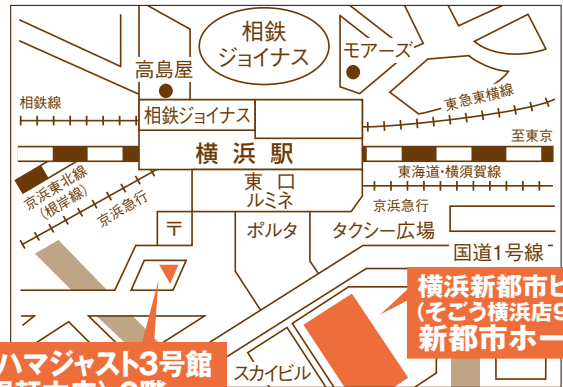 相鉄
ジョイナス
モアーズ
高島屋
相鉄線
相鉄ジョイナス
東急東横線
至東京
横浜駅
京浜東北線
(根岸線)
東海道・横須賀線
東口
ルミネ
京浜急行
京浜急行
〒
ポルタ
タクシー広場
国道1号線
横浜新都市ビ
(そごう横浜店9
新都市ホー
ハマジャスト3号館
スカイビル